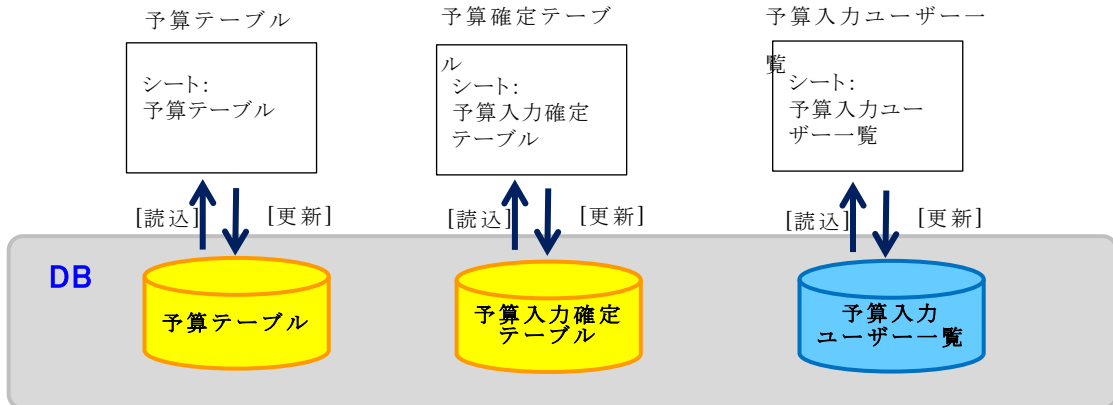 予算テーブル
予算確定テーブ
ル
予算入力ユーザー一
覧
シート:
予算テーブル
シート:
予算入力確定
テーブル
シート:
予算入力ユー
ザー一覧
[読込]
[更新]
[読込]
[更新]
[読込]
[更新]
DB
予算テーブル
予算入力確定
テーブル
予算入力
ユーザー一覧